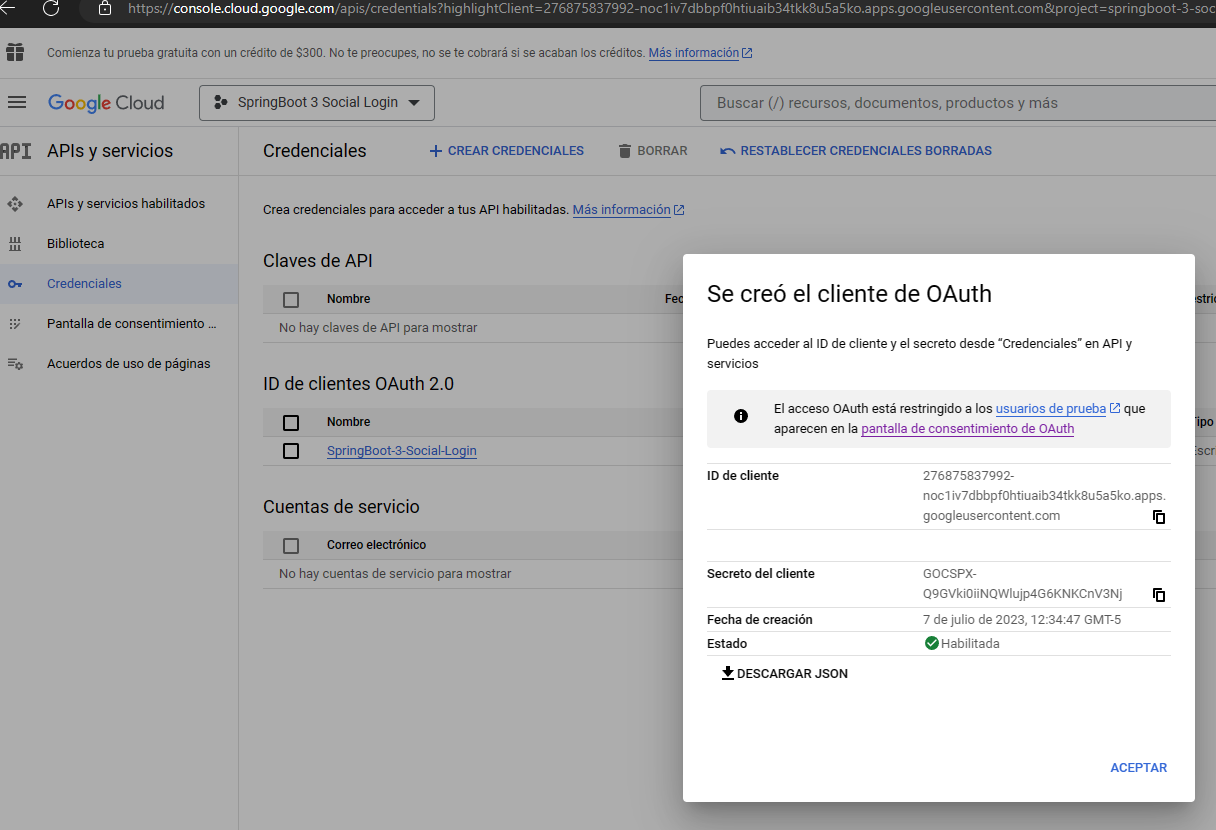 https://console.cloud.google.com/apis/credentials?highlightClient=276875837992-noc1iv7dbbpf0htiuaib34tkk8u5a5ko.apps.googleusercontent.com&project=springboot-3-soc
Comienza tu prueba gratuita con un crédito de $300. No te preocupes, no se te cobrará si se acaban los créditos. Más información
Google Cloud
SpringBoot 3 Social Login
Buscar (/) recursos, documentos, productos y más
API APIs y servicios
Credenciales
CREAR CREDENCIALES
BORRAR
RESTABLECER CREDENCIALES BORRADAS
APIs y servicios habilitados
Biblioteca
Credenciales
Pantalla de consentimiento ...
Acuerdos de uso de páginas
Crea credenciales para acceder a tus API habilitadas. Más información
Claves de API
Nombre
Fec
No hay claves de API para mostrar
ID de clientes OAuth 2.0
Nombre
SpringBoot-3-Social-Login
Cuentas de servicio
Correo electrónico
No hay cuentas de servicio para mostrar
Se creó el cliente de OAuth
Puedes acceder al ID de cliente y el secreto desde “Credenciales” en API y
servicios
El acceso OAuth está restringido a los usuarios de prueba que
aparecen en la pantalla de consentimiento de OAuth
ID de cliente
276875837992-
noc1iv7dbbpf0htiuaib34tkk8u5a5ko.apps.
googleusercontent.com
Secreto del cliente
GOCSPX-
Q9GVki0iiNQWlujp4G6KNKCnV3Nj
Fecha de creación
7 de julio de 2023, 12:34:47 GMT-5
Estado
Habilitada
DESCARGAR JSON
ACEPTAR